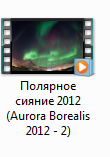 Полярное
сияние 2012
(Aurora Borealis
2012 - 2)